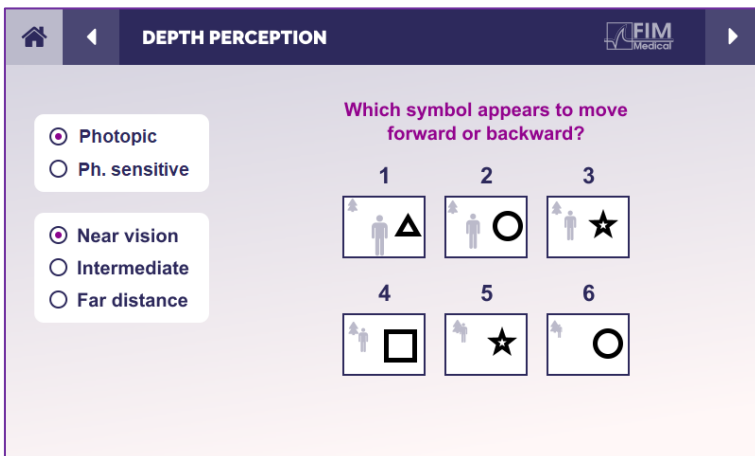 DEPTH PERCEPTION
FIM
Medical
Photopic
Ph. sensitive
Near vision
Intermediate
Far distance
Which symbol appears to move
forward or backward?
1 2 3
4 5 6